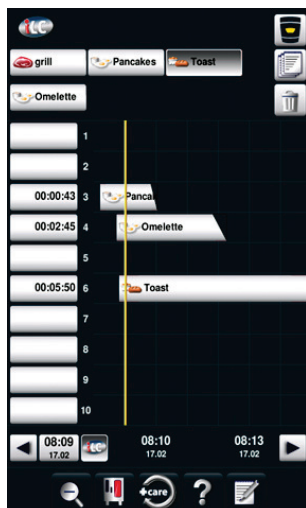 iCC
grill
Pancakes
Toast
Omelette
1
2
00:00:43 3 Panca
00:02:45 4 Omelette
5
00:05:50 6 Toast
7
8
9
10
08:09 iCC 08:10 08:13
17.02 17.02 17.02
+care ?